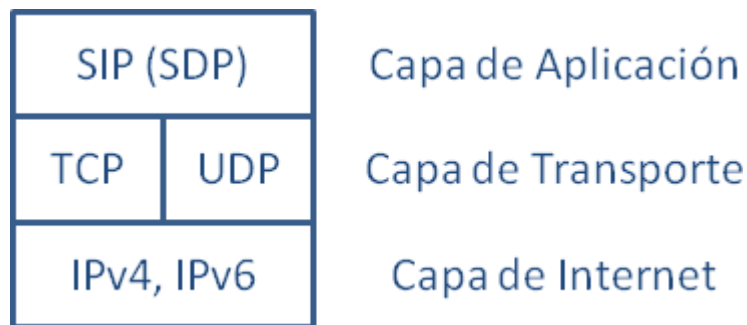 SIP (SDP) Capa de Aplicación
TCP UDP Capa de Transporte
IPv4, IPv6 Capa de Internet